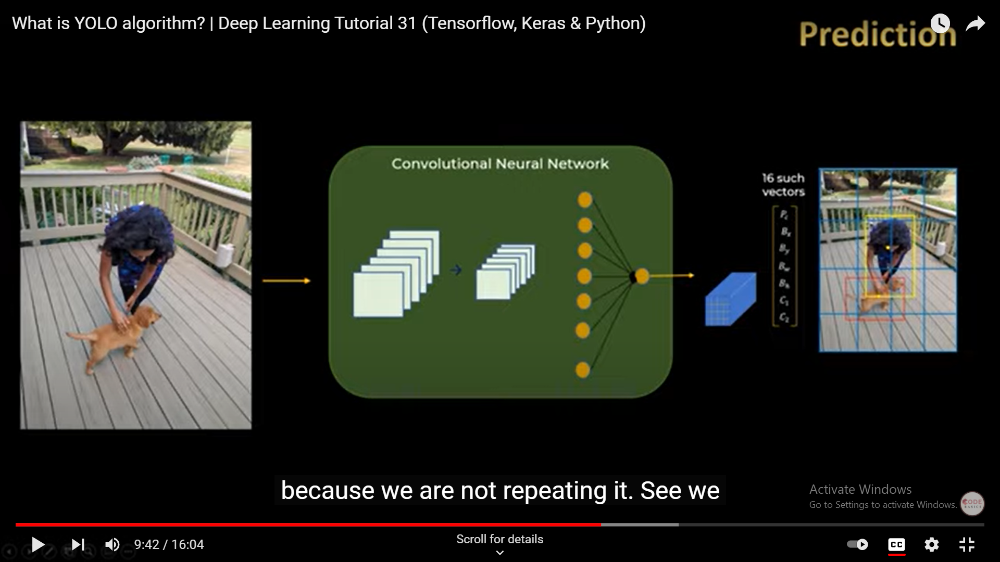 What is YOLO algorithm? | Deep Learning Tutorial 31 (Tensorflow, Keras & Python)
Prediction
Convolutional Neural Network
16 such
vectors
P_c
B_x
B_y
B_w
B_h
C_1
C_2
because we are not repeating it. See we
Activate Windows
Go to Settings to activate Windows.
CODE
BASICS
9:42 / 16:04
Scroll for details
CC